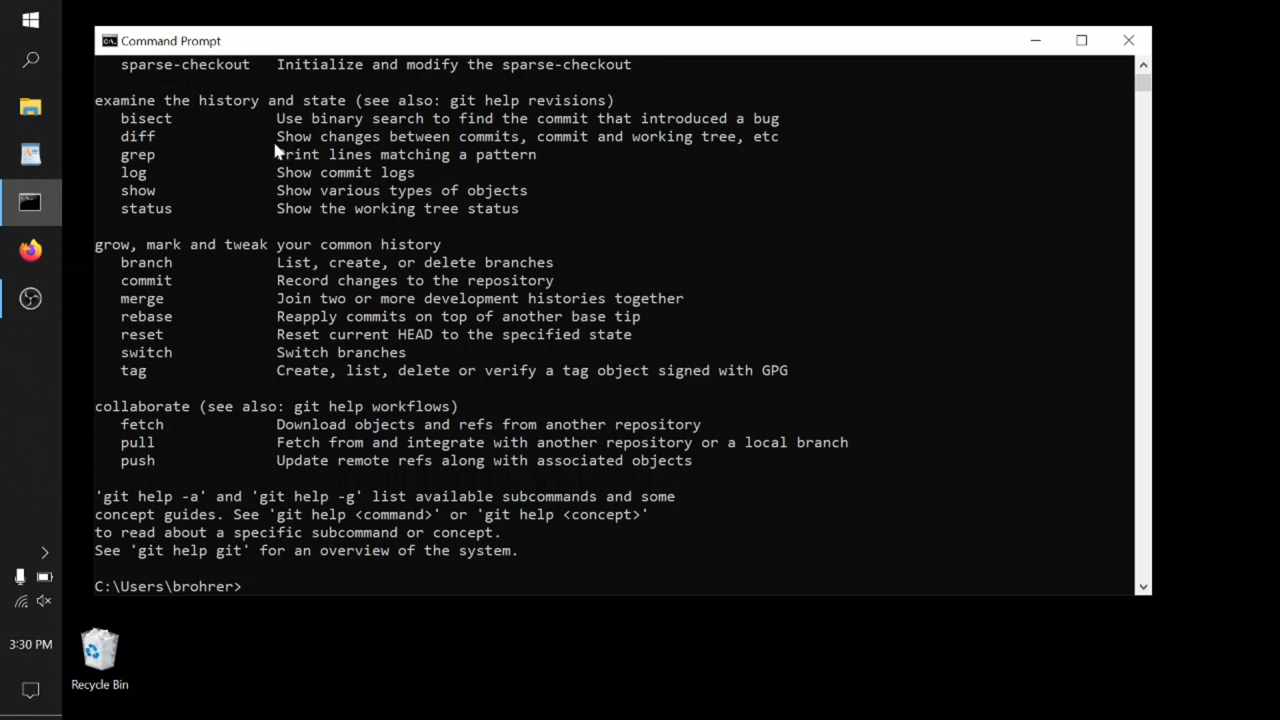 Command Prompt
sparse-checkout   Initialize and modify the sparse-checkout
examine the history and state (see also: git help revisions)
bisect            Use binary search to find the commit that introduced a bug
diff              Show changes between commits, commit and working tree, etc
grep              Print lines matching a pattern
log               Show commit logs
show              Show various types of objects
status            Show the working tree status
grow, mark and tweak your common history
branch            List, create, or delete branches
commit            Record changes to the repository
merge             Join two or more development histories together
rebase            Reapply commits on top of another base tip
reset             Reset current HEAD to the specified state
switch            Switch branches
tag               Create, list, delete or verify a tag object signed with GPG
collaborate (see also: git help workflows)
fetch             Download objects and refs from another repository
pull              Fetch from and integrate with another repository or a local branch
push              Update remote refs along with associated objects
'git help -a' and 'git help -g' list available subcommands and some
concept guides. See 'git help <command>' or 'git help <concept>'
to read about a specific subcommand or concept.
See 'git help git' for an overview of the system.
C:\Users\brohrer>
3:30 PM
Recycle Bin